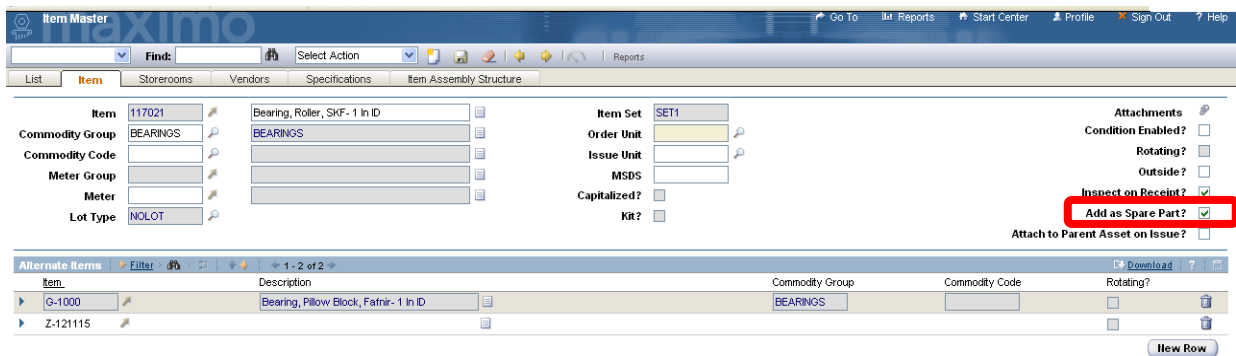 Item Master
maximo
Go To Reports Start Center Profile Sign Out ? Help
Find: Select Action Reports
List Item Storerooms Vendors Specifications Item Assembly Structure
Item 117021 Bearing, Roller, SKF- 1 In ID Item Set SET1 Attachments
Commodity Group BEARINGS BEARINGS Order Unit Condition Enabled?
Commodity Code Issue Unit Rotating?
Meter Group MSDS Outside?
Meter Capitalized? Inspect on Receipt?
Lot Type NOLOT Kit? Add as Spare Part?
Attach to Parent Asset on Issue?
Alternate Items Filter 1 - 2 of 2 Download ?
Item Description Commodity Group Commodity Code Rotating?
G-1000 Bearing, Pillow Block, Fafnir- 1 In ID BEARINGS
Z-121115
New Row